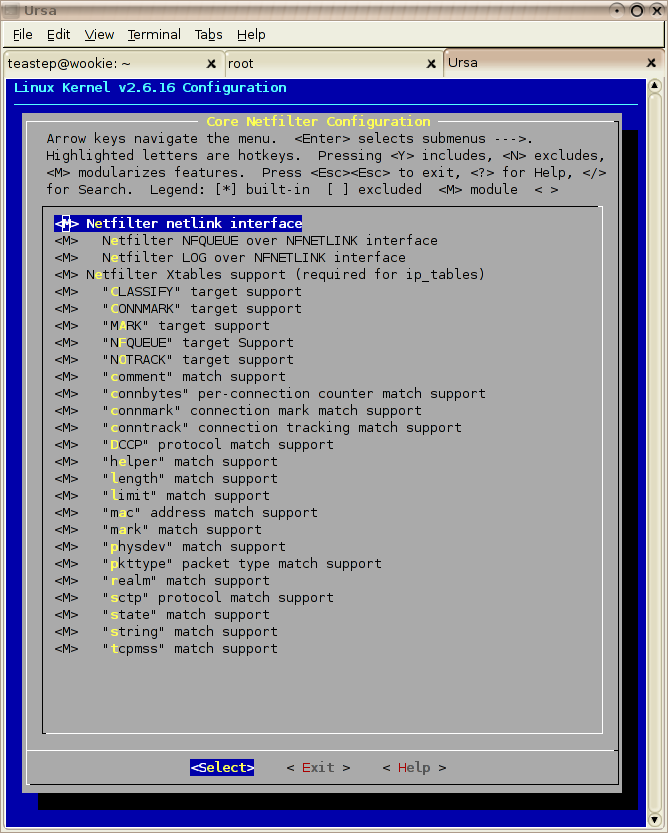 Ursa
File Edit View Terminal Tabs Help
teastep@wookie: ~ root Ursa
Linux Kernel v2.6.16 Configuration
Core Netfilter Configuration
Arrow keys navigate the menu.  <Enter> selects submenus --->.
Highlighted letters are hotkeys.  Pressing <Y> includes, <N> excludes,
<M> modularizes features.  Press <Esc><Esc> to exit, <?> for Help, </>
for Search.  Legend: [*] built-in  [ ] excluded  <M> module  < >
<M> Netfilter netlink interface
<M>   Netfilter NFQUEUE over NFNETLINK interface
<M>   Netfilter LOG over NFNETLINK interface
<M> Netfilter Xtables support (required for ip_tables)
<M>   "CLASSIFY" target support
<M>   "CONNMARK" target support
<M>   "MARK" target support
<M>   "NFQUEUE" target Support
<M>   "NOTRACK" target support
<M>   "comment" match support
<M>   "connbytes" per-connection counter match support
<M>   "connmark" connection mark match support
<M>   "conntrack" connection tracking match support
<M>   "DCCP" protocol match support
<M>   "helper" match support
<M>   "length" match support
<M>   "limit" match support
<M>   "mac" address match support
<M>   "mark" match support
<M>   "physdev" match support
<M>   "pkttype" packet type match support
<M>   "realm" match support
<M>   "sctp" protocol match support
<M>   "state" match support
<M>   "string" match support
<M>   "tcpmss" match support
<Select>    < Exit >    < Help >